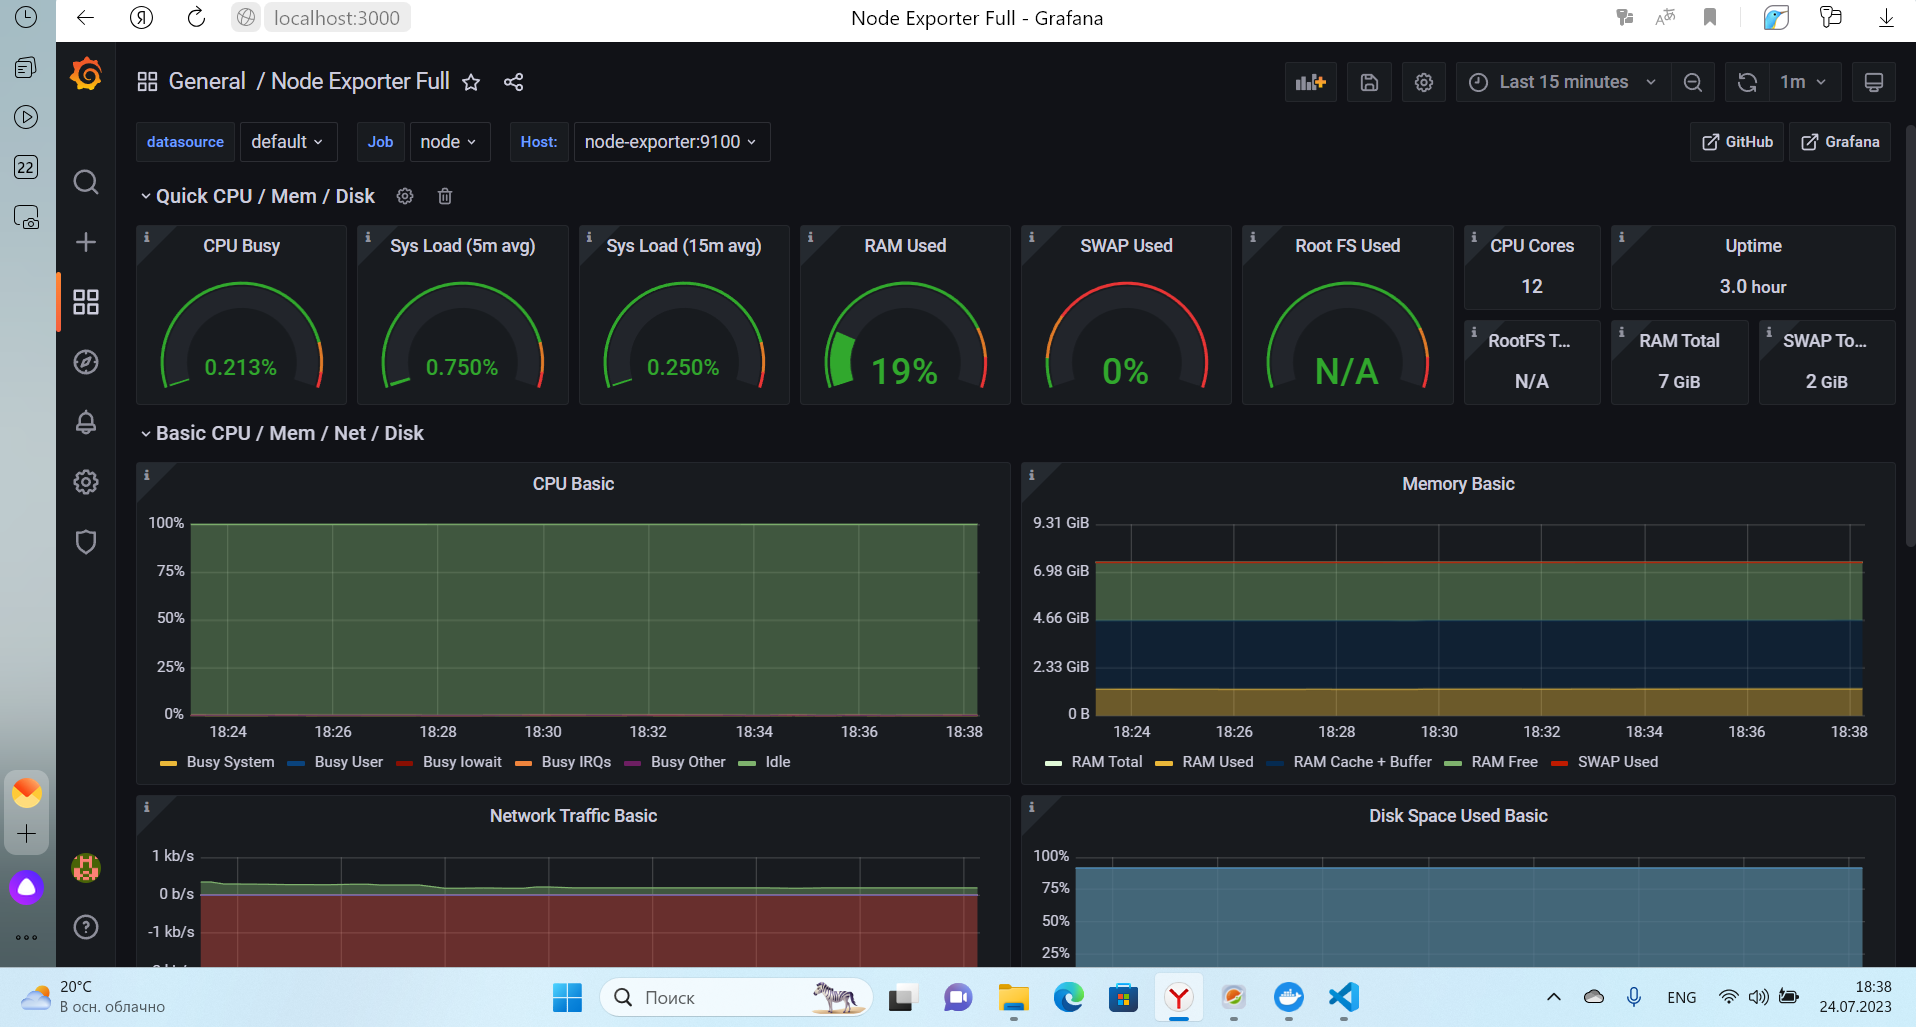 localhost:3000
Node Exporter Full - Grafana
22
General / Node Exporter Full
Last 15 minutes
1m
datasource
default
Job
node
Host:
node-exporter:9100
GitHub
Grafana
Quick CPU / Mem / Disk
CPU Busy
0.213%
Sys Load (5m avg)
0.750%
Sys Load (15m avg)
0.250%
RAM Used
19%
SWAP Used
0%
Root FS Used
N/A
CPU Cores
12
Uptime
3.0 hour
RootFS T...
N/A
RAM Total
7 GiB
SWAP To...
2 GiB
Basic CPU / Mem / Net / Disk
CPU Basic
100%
75%
50%
25%
0%
18:24 18:26 18:28 18:30 18:32 18:34 18:36 18:38
Busy System Busy User Busy Iowait Busy IRQs Busy Other Idle
Memory Basic
9.31 GiB
6.98 GiB
4.66 GiB
2.33 GiB
0 B
18:24 18:26 18:28 18:30 18:32 18:34 18:36 18:38
RAM Total RAM Used RAM Cache + Buffer RAM Free SWAP Used
Network Traffic Basic
1 kb/s
0 b/s
-1 kb/s
Disk Space Used Basic
100%
75%
50%
25%
20°C
В осн. облачно
Поиск
ENG
18:38
24.07.2023